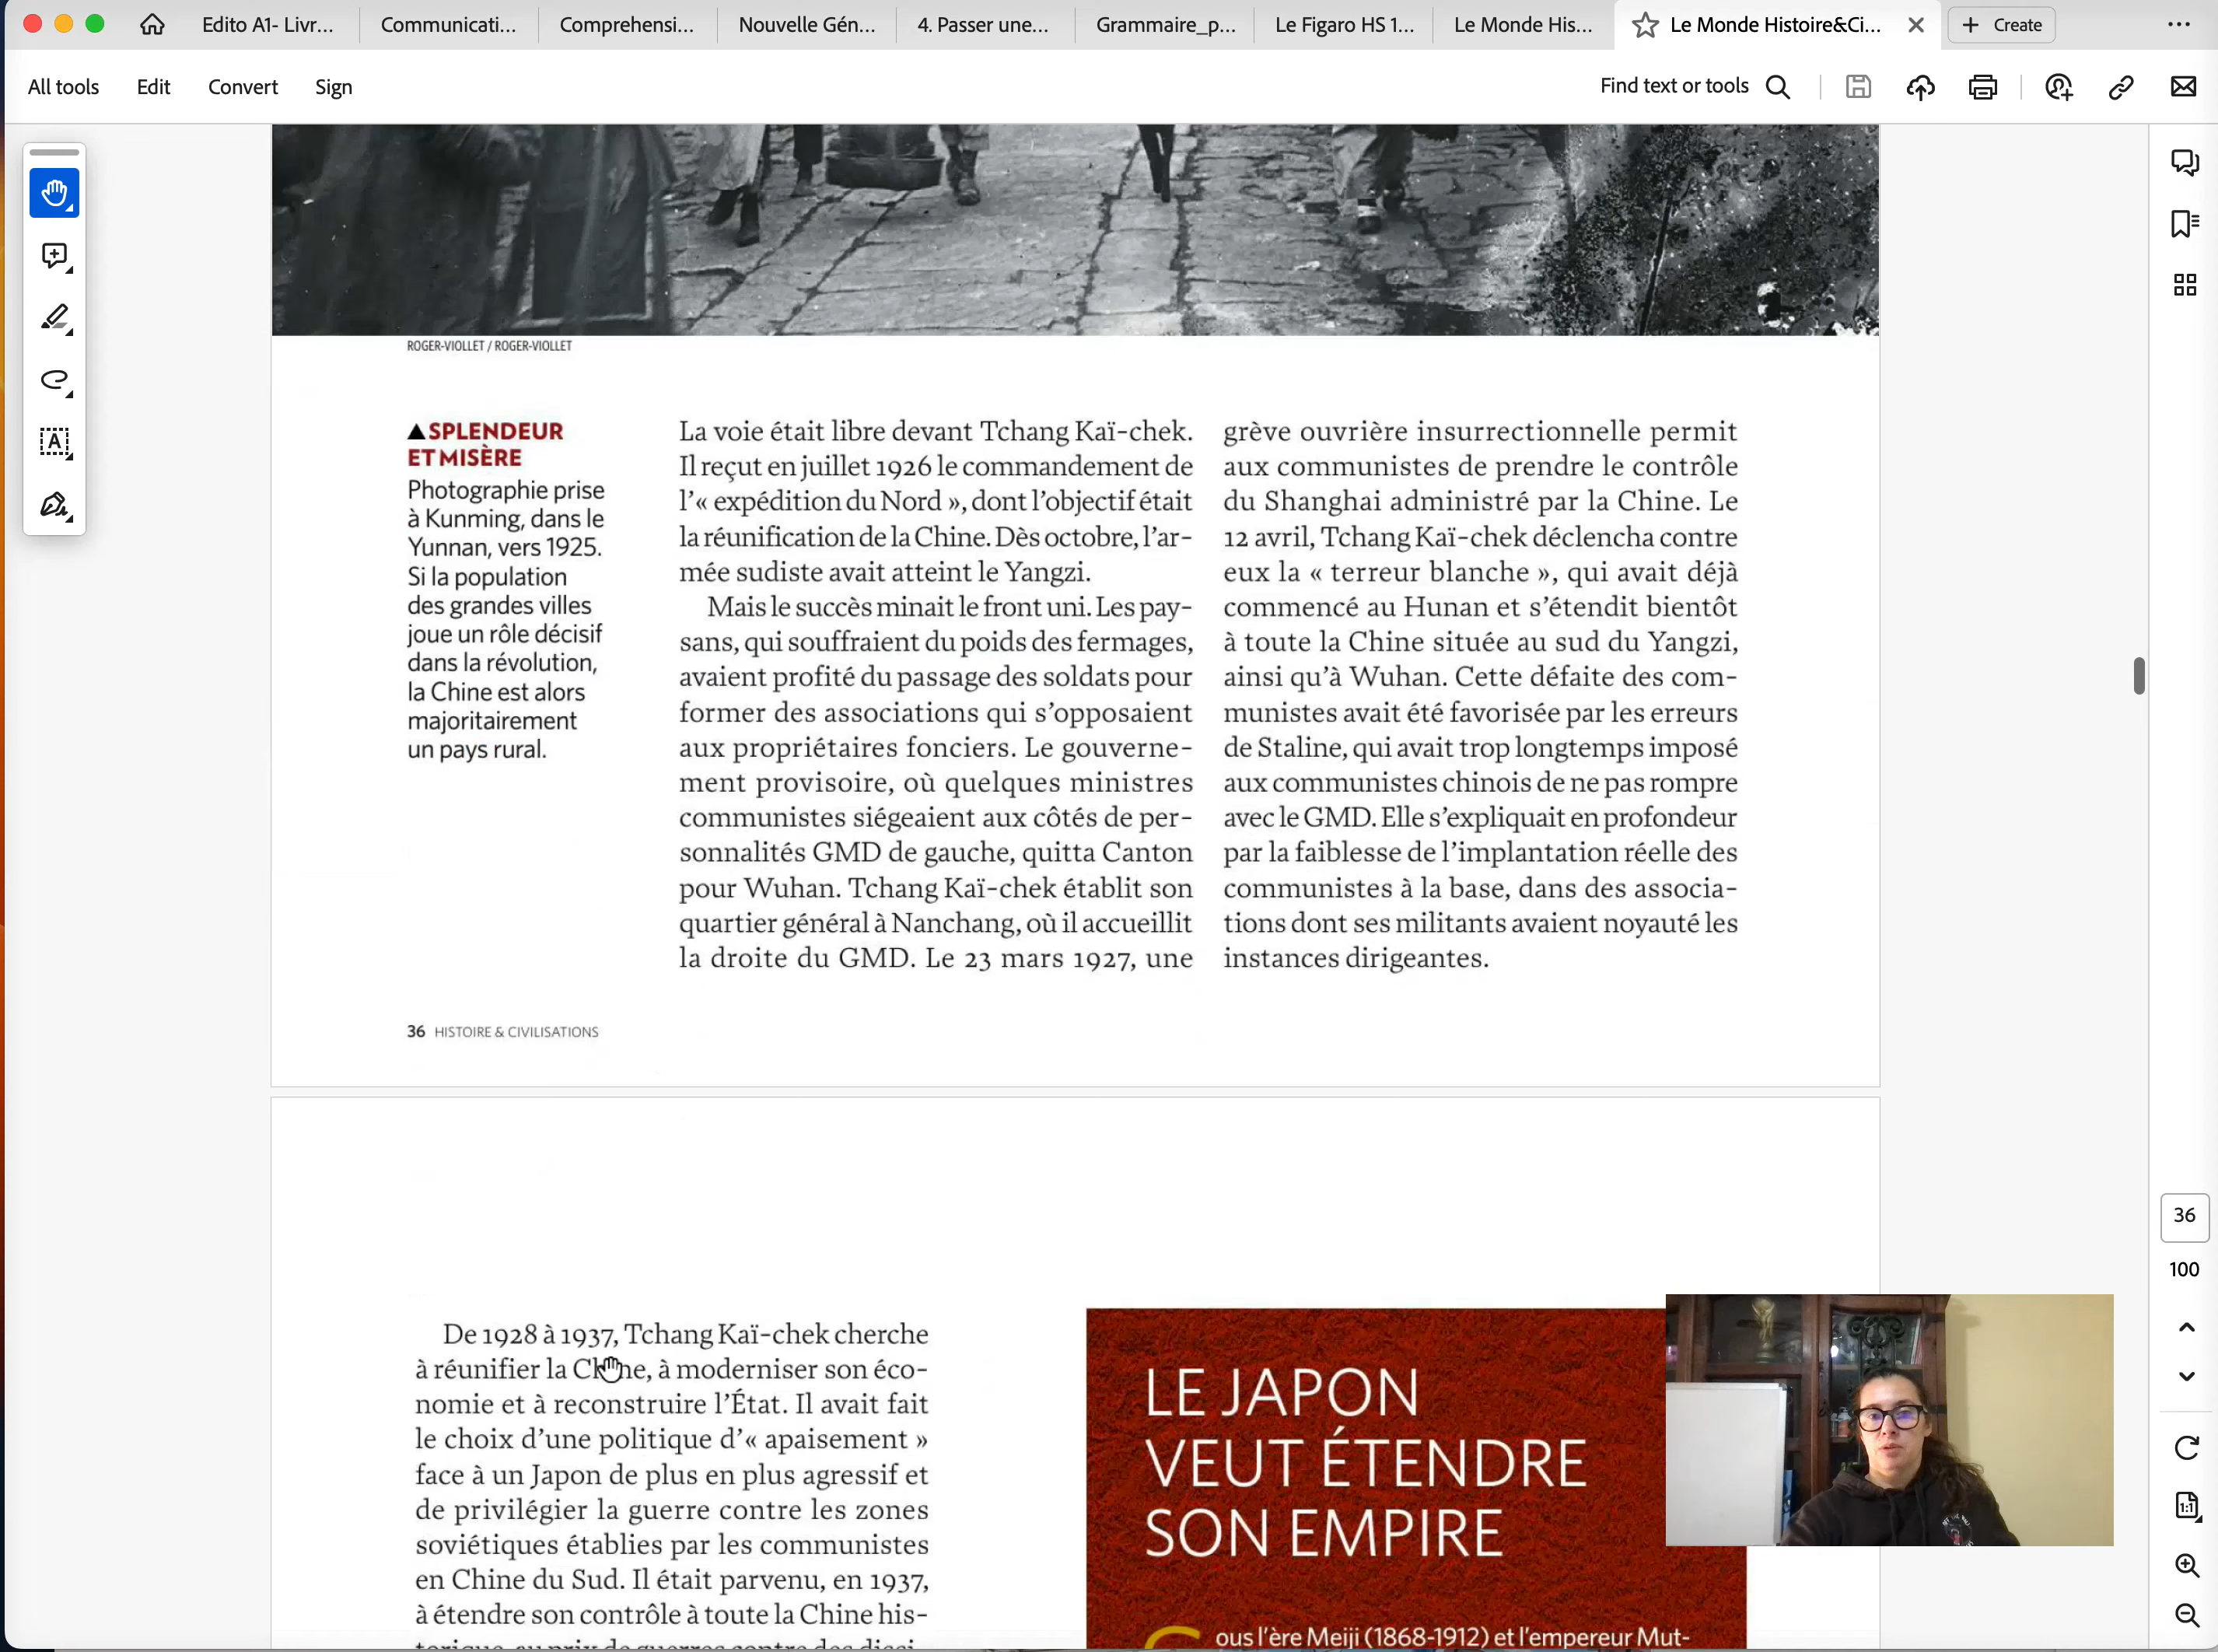 Edito A1- Livr...
Communicati...
Comprehensi...
Nouvelle Gén...
4. Passer une...
Grammaire_p...
Le Figaro HS 1...
Le Monde His...
Le Monde Histoire&Ci...
Create
All tools
Edit
Convert
Sign
Find text or tools
ROGER-VIOLLET / ROGER-VIOLLET
▲SPLENDEUR
ET MISÈRE
Photographie prise
à Kunming, dans le
Yunnan, vers 1925.
Si la population
des grandes villes
joue un rôle décisif
dans la révolution,
la Chine est alors
majoritairement
un pays rural.
La voie était libre devant Tchang Kaï-chek.
Il reçut en juillet 1926 le commandement de
l'« expédition du Nord », dont l'objectif était
la réunification de la Chine. Dès octobre, l'ar-
mée sudiste avait atteint le Yangzi.
Mais le succès minait le front uni. Les pay-
sans, qui souffraient du poids des fermages,
avaient profité du passage des soldats pour
former des associations qui s'opposaient
aux propriétaires fonciers. Le gouverne-
ment provisoire, où quelques ministres
communistes siégeaient aux côtés de per-
sonnalités GMD de gauche, quitta Canton
pour Wuhan. Tchang Kaï-chek établit son
quartier général à Nanchang, où il accueillit
la droite du GMD. Le 23 mars 1927, une
grève ouvrière insurrectionnelle permit
aux communistes de prendre le contrôle
du Shanghai administré par la Chine. Le
12 avril, Tchang Kaï-chek déclencha contre
eux la « terreur blanche », qui avait déjà
commencé au Hunan et s'étendit bientôt
à toute la Chine située au sud du Yangzi,
ainsi qu'à Wuhan. Cette défaite des com-
munistes avait été favorisée par les erreurs
de Staline, qui avait trop longtemps imposé
aux communistes chinois de ne pas rompre
avec le GMD. Elle s'expliquait en profondeur
par la faiblesse de l'implantation réelle des
communistes à la base, dans des associa-
tions dont ses militants avaient noyauté les
instances dirigeantes.
36 HISTOIRE & CIVILISATIONS
De 1928 à 1937, Tchang Kaï-chek cherche
à réunifier la Chine, à moderniser son éco-
nomie et à reconstruire l'État. Il avait fait
le choix d'une politique d'« apaisement »
face à un Japon de plus en plus agressif et
de privilégier la guerre contre les zones
soviétiques établies par les communistes
en Chine du Sud. Il était parvenu, en 1937,
à étendre son contrôle à toute la Chine his-
LE JAPON
VEUT ÉTENDRE
SON EMPIRE
ous l'ère Meiji (1868-1912) et l'empereur Mut-
36
100
1:1